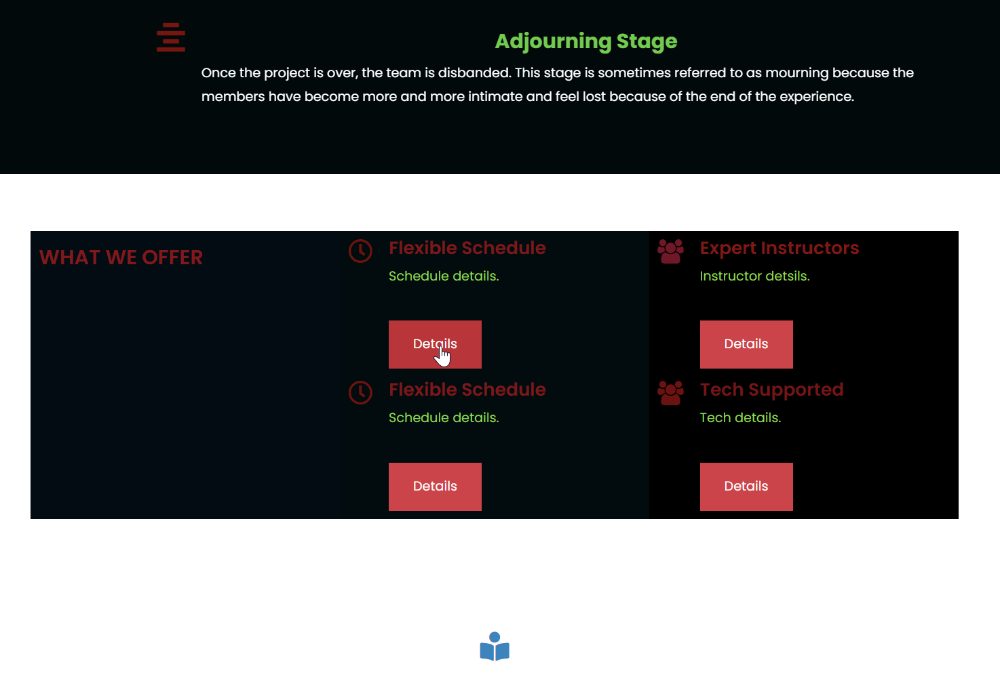 Adjourning Stage
Once the project is over, the team is disbanded. This stage is sometimes referred to as mourning because the
members have become more and more intimate and feel lost because of the end of the experience.
WHAT WE OFFER
Flexible Schedule
Schedule details.
Details
Expert Instructors
Instructor detsils.
Details
Flexible Schedule
Schedule details.
Details
Tech Supported
Tech details.
Details